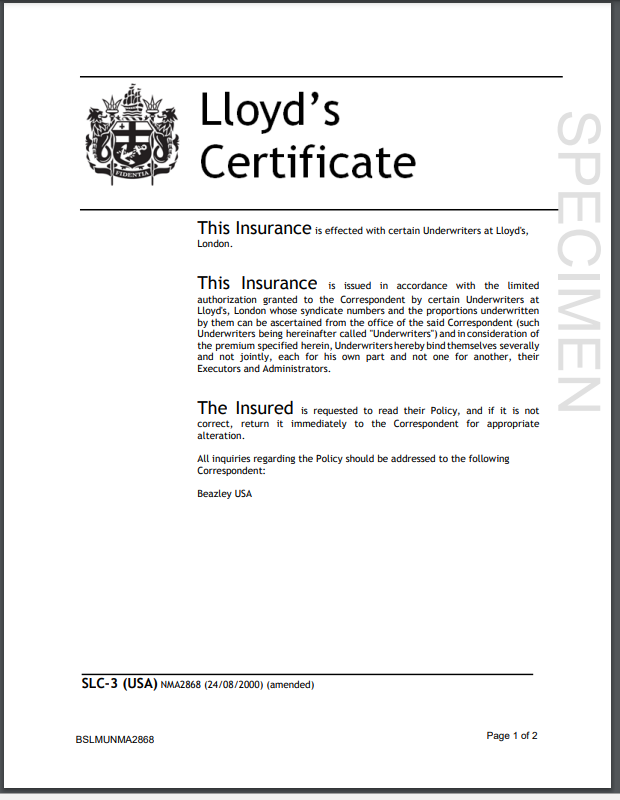 Lloyd's
Certificate
FIDENTIA
SPECIMEN
This Insurance is effected with certain Underwriters at Lloyd's,
London.
This Insurance is issued in accordance with the limited
authorization granted to the Correspondent by certain Underwriters at
Lloyd's, London whose syndicate numbers and the proportions underwritten
by them can be ascertained from the office of the said Correspondent (such
Underwriters being hereinafter called "Underwriters") and in consideration of
the premium specified herein, Underwriters hereby bind themselves severally
and not jointly, each for his own part and not one for another, their
Executors and Administrators.
The Insured is requested to read their Policy, and if it is not
correct, return it immediately to the Correspondent for appropriate
alteration.
All inquiries regarding the Policy should be addressed to the following
Correspondent:
Beazley USA
SLC-3 (USA) NMA2868 (24/08/2000) (amended)
BSLMUNMA2868
Page 1 of 2